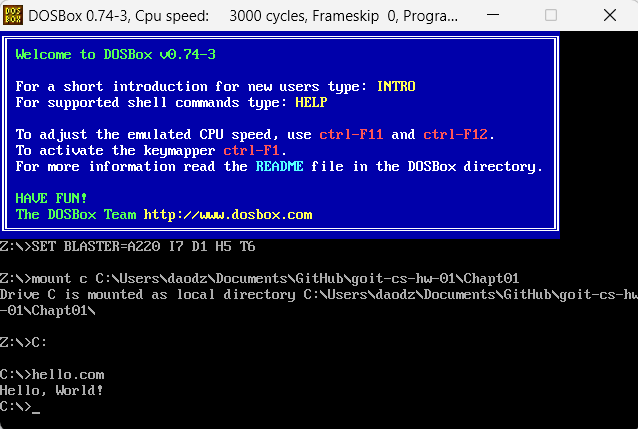 DOSBox 0.74-3, Cpu speed:    3000 cycles, Frameskip  0, Progra...
Welcome to DOSBox v0.74-3
For a short introduction for new users type: INTRO
For supported shell commands type: HELP
To adjust the emulated CPU speed, use ctrl-F11 and ctrl-F12.
To activate the keymapper ctrl-F1.
For more information read the README file in the DOSBox directory.
HAVE FUN!
The DOSBox Team http://www.dosbox.com
Z:\>SET BLASTER=A220 I7 D1 H5 T6
Z:\>mount c C:\Users\daodz\Documents\GitHub\goit-cs-hw-01\Chapt01
Drive C is mounted as local directory C:\Users\daodz\Documents\GitHub\goit-cs-hw
-01\Chapt01\
Z:\>C:
C:\>hello.com
Hello, World!
C:\>_